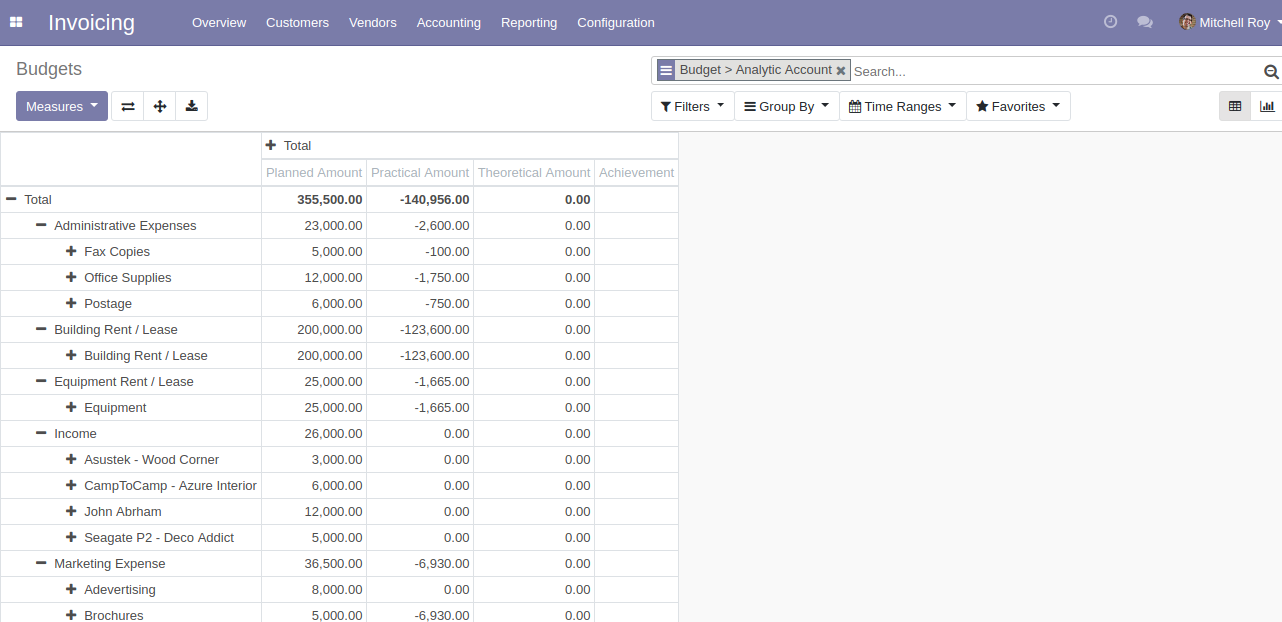 Invoicing Overview Customers Vendors Accounting Reporting Configuration Mitchell Roy
Budgets
Budget > Analytic Account Search...
Measures Filters Group By Time Ranges Favorites
Total
Planned Amount Practical Amount Theoretical Amount Achievement
Total 355,500.00 -140,956.00 0.00
Administrative Expenses 23,000.00 -2,600.00 0.00
Fax Copies 5,000.00 -100.00 0.00
Office Supplies 12,000.00 -1,750.00 0.00
Postage 6,000.00 -750.00 0.00
Building Rent / Lease 200,000.00 -123,600.00 0.00
Building Rent / Lease 200,000.00 -123,600.00 0.00
Equipment Rent / Lease 25,000.00 -1,665.00 0.00
Equipment 25,000.00 -1,665.00 0.00
Income 26,000.00 0.00 0.00
Asustek - Wood Corner 3,000.00 0.00 0.00
CampToCamp - Azure Interior 6,000.00 0.00 0.00
John Abrham 12,000.00 0.00 0.00
Seagate P2 - Deco Addict 5,000.00 0.00 0.00
Marketing Expense 36,500.00 -6,930.00 0.00
Adevertising 8,000.00 0.00 0.00
Brochures 5,000.00 -6,930.00 0.00